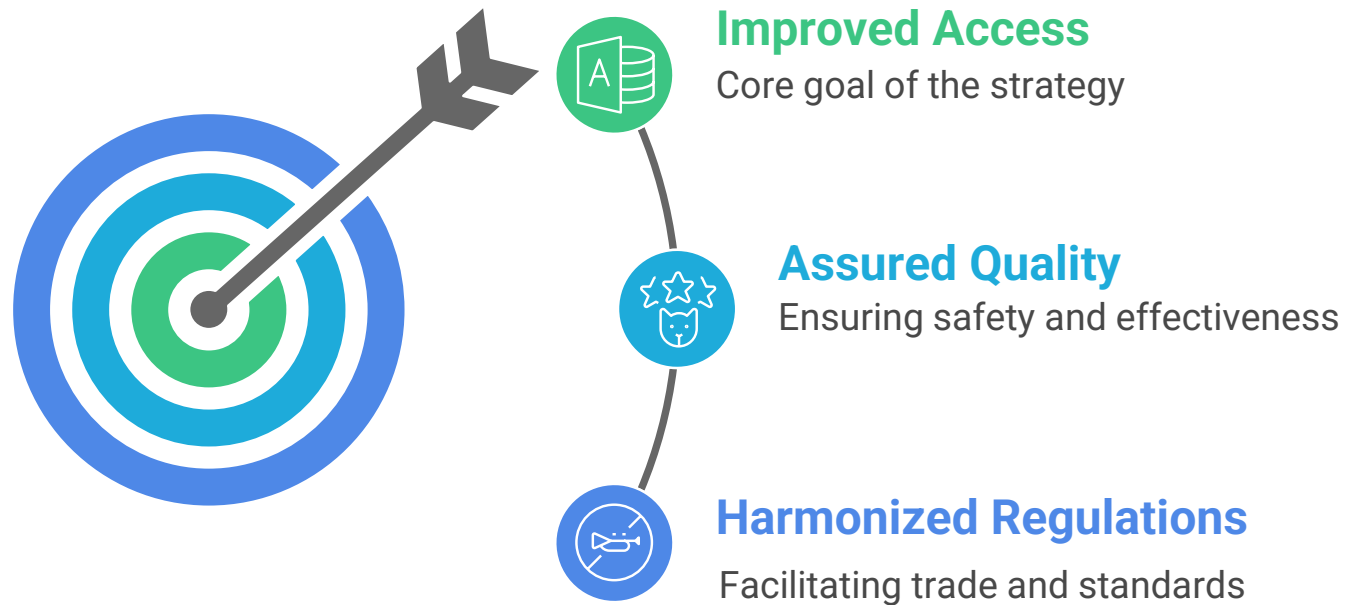 Improved Access
Core goal of the strategy
A
Assured Quality
Ensuring safety and effectiveness
Harmonized Regulations
Facilitating trade and standards